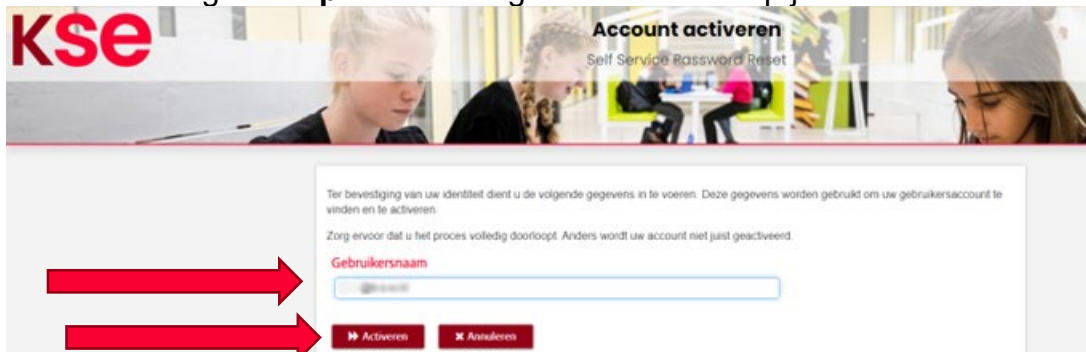 kse
Account activeren
Self Service Password Reset
Ter bevestiging van uw identiteit dient u de volgende gegevens in te voeren. Deze gegevens worden gebruikt om uw gebruikersaccount te
vinden en te activeren.
Zorg ervoor dat u het proces volledig doorloopt. Anders wordt uw account niet juist geactiveerd.
Gebruikersnaam
Activeren
Annuleren